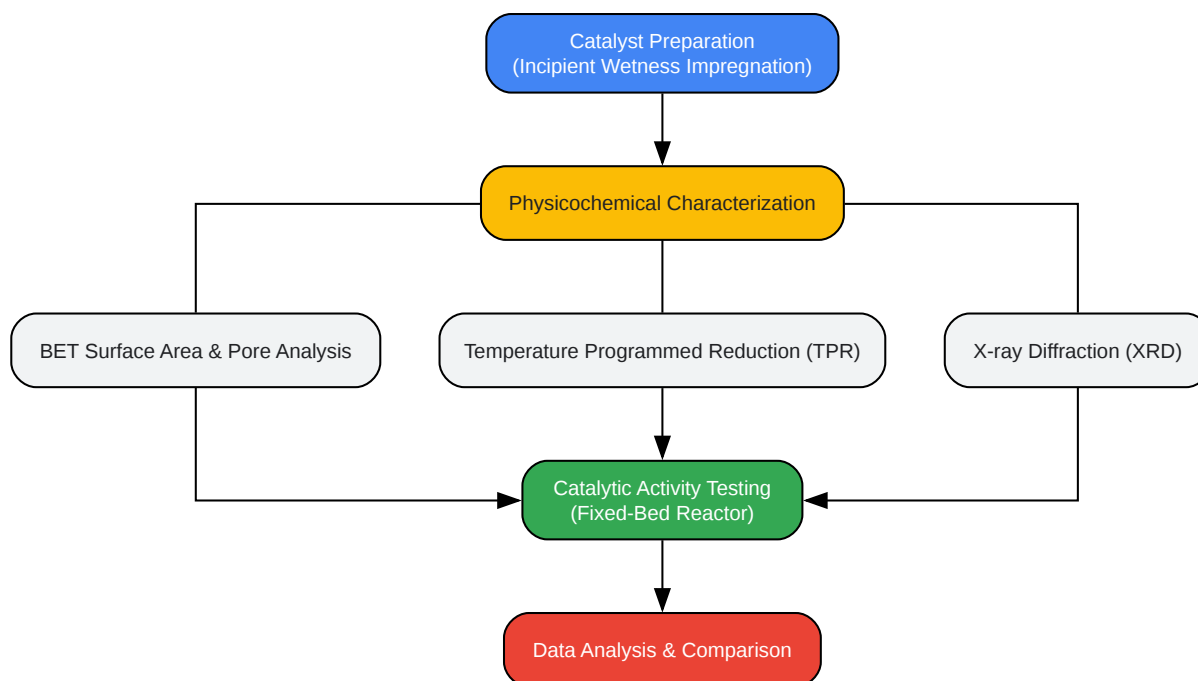 Catalyst Preparation
(Incipient Wetness Impregnation)
Physicochemical Characterization
BET Surface Area & Pore Analysis
Temperature Programmed Reduction (TPR)
X-ray Diffraction (XRD)
Catalytic Activity Testing
(Fixed-Bed Reactor)
Data Analysis & Comparison